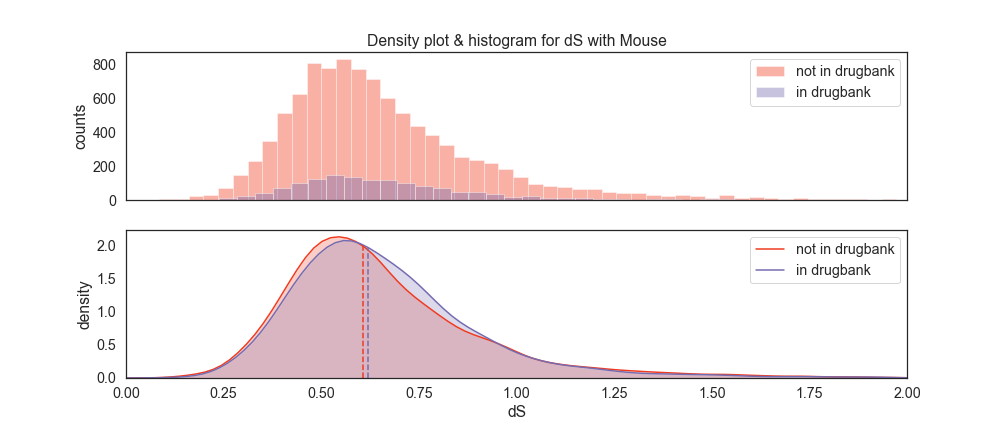 Density plot & histogram for dS with Mouse
counts
800
600
400
200
0
not in drugbank
in drugbank
density
2.0
1.5
1.0
0.5
0.0
not in drugbank
in drugbank
0.00 0.25 0.50 0.75 1.00 1.25 1.50 1.75 2.00
dS